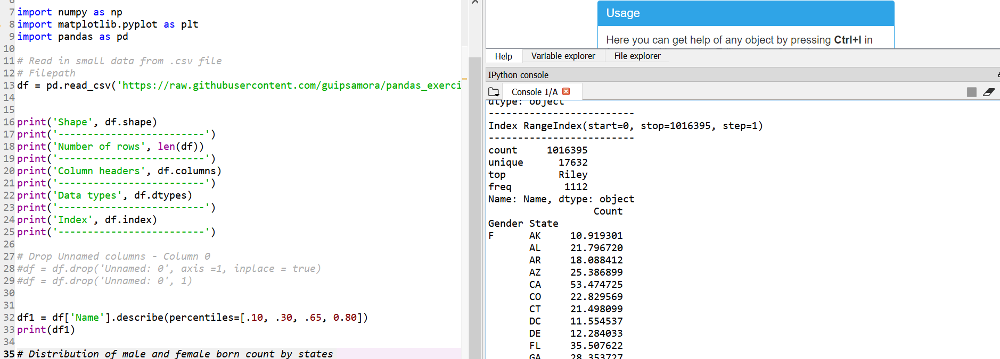 6
7 import numpy as np
8 import matplotlib.pyplot as plt
9 import pandas as pd
10
11 # Read in small data from .csv file
12 # Filepath
13 df = pd.read_csv('https://raw.githubusercontent.com/guipsamora/pandas_exerci
14
15
16 print('Shape', df.shape)
17 print('-------------------------')
18 print('Number of rows', len(df))
19 print('-------------------------')
20 print('Column headers', df.columns)
21 print('-------------------------')
22 print('Data types', df.dtypes)
23 print('-------------------------')
24 print('Index', df.index)
25 print('-------------------------')
26
27 # Drop Unnamed columns - Column 0
28 #df = df.drop('Unnamed: 0', axis =1, inplace = true)
29 #df = df.drop('Unnamed: 0', 1)
30
31
32 df1 = df['Name'].describe(percentiles=[.10, .30, .65, 0.80])
33 print(df1)
34
35 # Distribution of male and female born count by states
Usage
Here you can get help of any object by pressing Ctrl+I in
Help Variable explorer File explorer
IPython console
Console 1/A
dtype: object
-------------------------
Index RangeIndex(start=0, stop=1016395, step=1)
-------------------------
count 1016395
unique 17632
top Riley
freq 1112
Name: Name, dtype: object
Count
Gender State
F AK 10.919301
AL 21.796720
AR 18.088412
AZ 25.386899
CA 53.474725
CO 22.829569
CT 21.498099
DC 11.554537
DE 12.284033
FL 35.507622
GA 28.353727